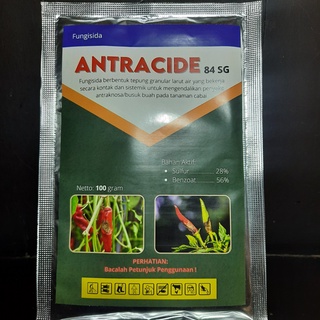 Fungisida
ANTRACIDE 84 SG
Fungisida berbentuk tepung granular larut air yang bekerja
secara kontak dan sistemik untuk mengendalikan penyakit
antraknosa/busuk buah pada tanaman cabai.
Bahan Aktif :
• Sulfur 28%
• Benzoat 56%
Netto: 100 gram
PERHATIAN:
Bacalah Petunjuk Penggunaan !